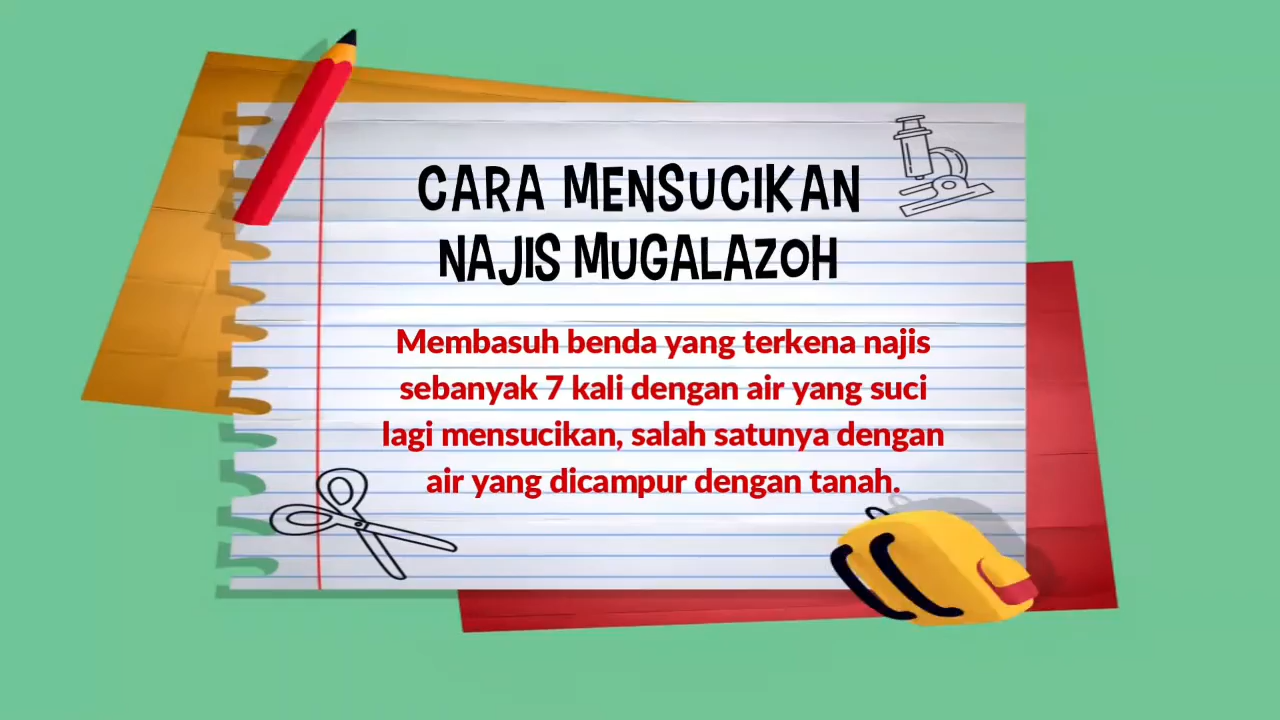 CARA MENSUCIKAN
NAJIS MUGALAZOH
Membasuh benda yang terkena najis
sebanyak 7 kali dengan air yang suci
lagi mensucikan, salah satunya dengan
air yang dicampur dengan tanah.